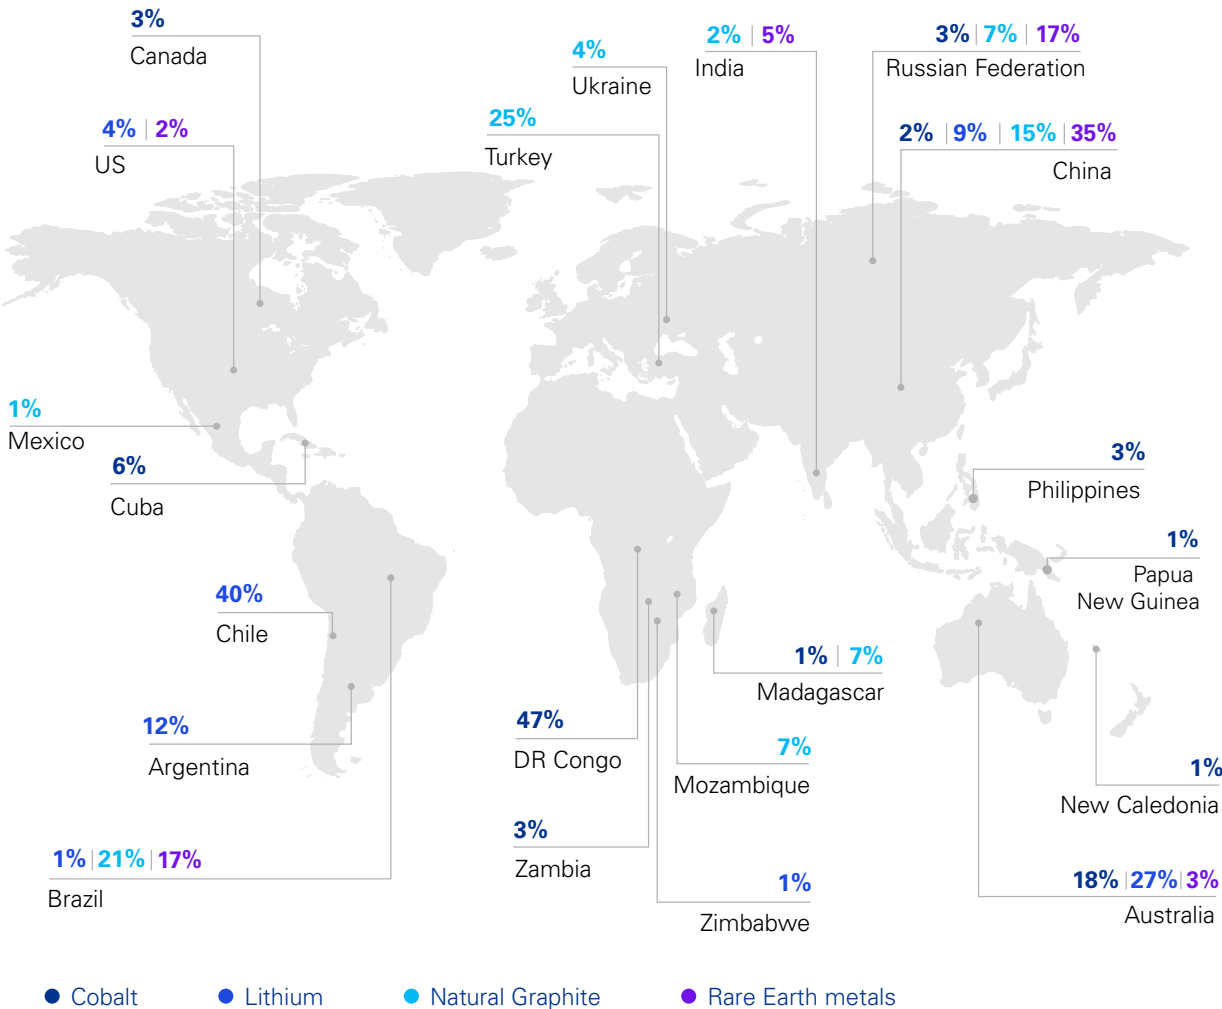 3%
Canada
4% | 2%
US
4%
Ukraine
25%
Turkey
2% | 5%
India
3% | 7% | 17%
Russian Federation
2% | 9% | 15% | 35%
China
1%
Mexico
6%
Cuba
3%
Philippines
1%
Papua
New Guinea
40%
Chile
1% | 7%
Madagascar
12%
Argentina
47%
DR Congo
7%
Mozambique
1%
New Caledonia
3%
Zambia
1% | 21% | 17%
Brazil
1%
Zimbabwe
18% | 27% | 3%
Australia
Cobalt
Lithium
Natural Graphite
Rare Earth metals